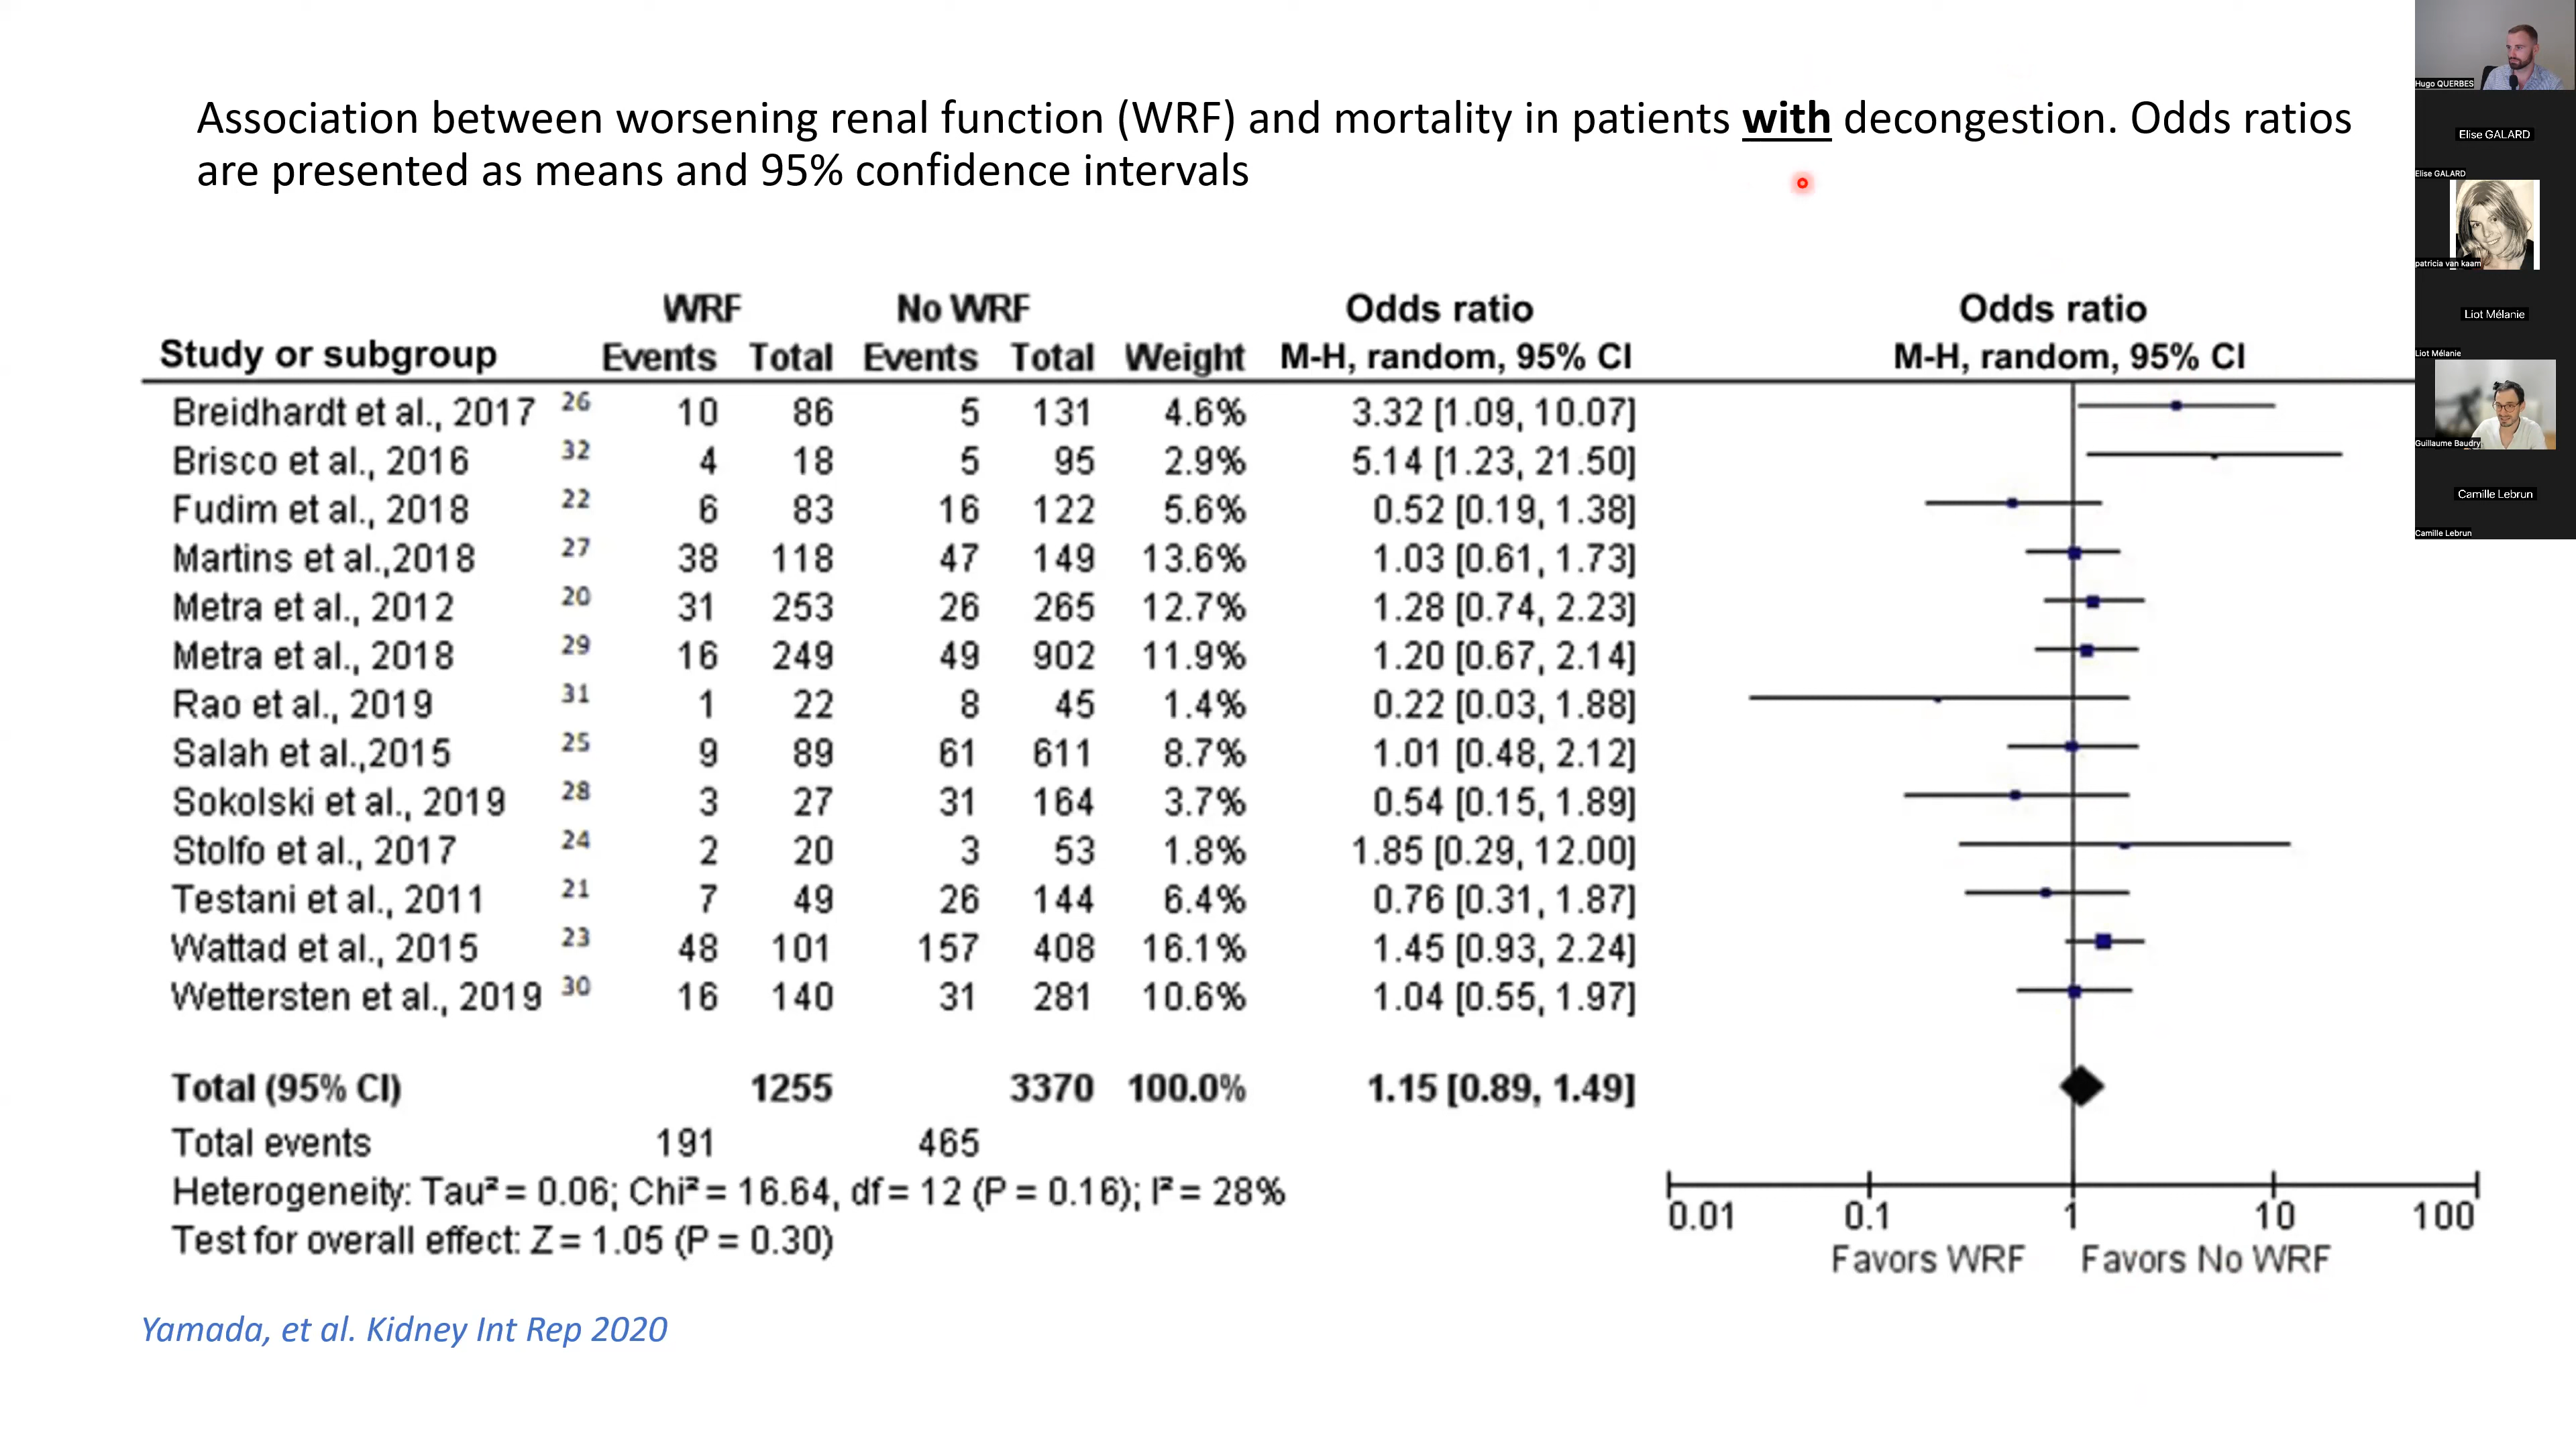 Association between worsening renal function (WRF) and mortality in patients with decongestion. Odds ratios
are presented as means and 95% confidence intervals
WRF No WRF Odds ratio Odds ratio
Study or subgroup Events Total Events Total Weight M-H, random, 95% CI M-H, random, 95% CI
Breidhardt et al., 2017 26 10 86 5 131 4.6% 3.32 [1.09, 10.07]
Brisco et al., 2016 32 4 18 5 95 2.9% 5.14 [1.23, 21.50]
Fudim et al., 2018 22 6 83 16 122 5.6% 0.52 [0.19, 1.38]
Martins et al.,2018 27 38 118 47 149 13.6% 1.03 [0.61, 1.73]
Metra et al., 2012 20 31 253 26 265 12.7% 1.28 [0.74, 2.23]
Metra et al., 2018 29 16 249 49 902 11.9% 1.20 [0.67, 2.14]
Rao et al., 2019 31 1 22 8 45 1.4% 0.22 [0.03, 1.88]
Salah et al.,2015 25 9 89 61 611 8.7% 1.01 [0.48, 2.12]
Sokolski et al., 2019 28 3 27 31 164 3.7% 0.54 [0.15, 1.89]
Stolfo et al., 2017 24 2 20 3 53 1.8% 1.85 [0.29, 12.00]
Testani et al., 2011 21 7 49 26 144 6.4% 0.76 [0.31, 1.87]
Wattad et al., 2015 23 48 101 157 408 16.1% 1.45 [0.93, 2.24]
Wettersten et al., 2019 30 16 140 31 281 10.6% 1.04 [0.55, 1.97]
Total (95% CI) 1255 3370 100.0% 1.15 [0.89, 1.49]
Total events 191 465
Heterogeneity: Tau² = 0.06; Chi² = 16.64, df = 12 (P = 0.16); I² = 28%
Test for overall effect: Z = 1.05 (P = 0.30)
0.01 0.1 1 10 100
Favors WRF Favors No WRF
Yamada, et al. Kidney Int Rep 2020
Hugo QUERBES
Elise GALARD
Elise GALARD
patricia van kaam
Liot Mélanie
Liot Mélanie
Guillaume Baudry
Camille Lebrun
Camille Lebrun